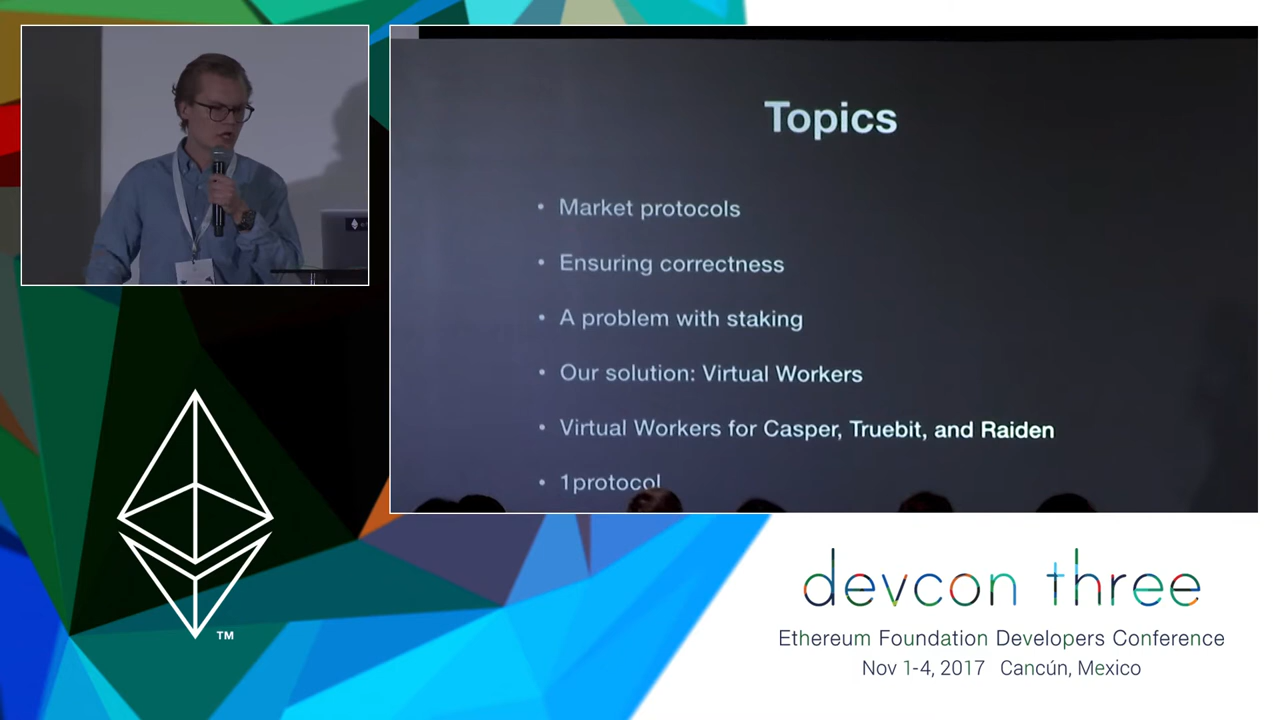 Topics
• Market protocols
• Ensuring correctness
• A problem with staking
• Our solution: Virtual Workers
• Virtual Workers for Casper, Truebit, and Raiden
• 1protocol
TM
devcon three
Ethereum Foundation Developers Conference
Nov 1-4, 2017 Cancún, Mexico